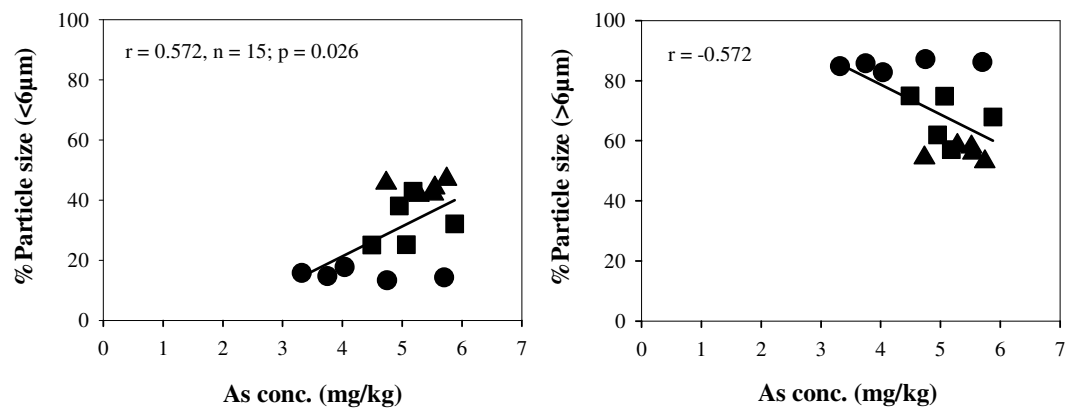 100
80
60
40
20
0
%Particle size (<6µm)
r = 0.572, n = 15; p = 0.026
0 1 2 3 4 5 6 7
As conc. (mg/kg)
100
80
60
40
20
0
%Particle size (>6µm)
r = -0.572
0 1 2 3 4 5 6 7
As conc. (mg/kg)